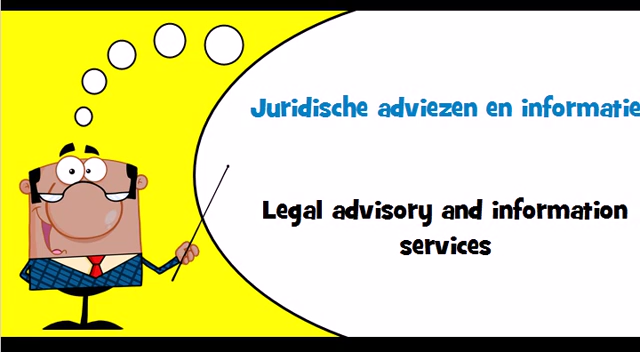 Juridische adviezen en informatie
Legal advisory and information
services